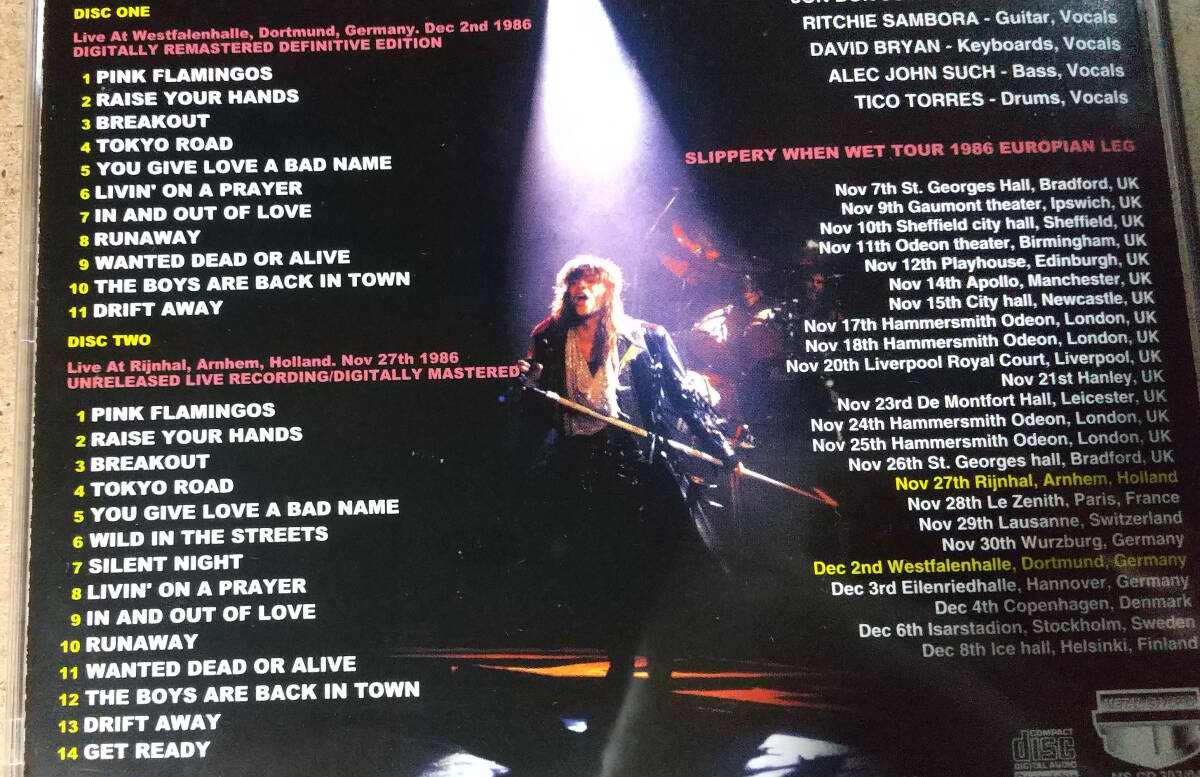 DISC ONE
Live At Westfalenhalle, Dortmund, Germany. Dec 2nd 1986
DIGITALLY REMASTERED DEFINITIVE EDITION
1 PINK FLAMINGOS
2 RAISE YOUR HANDS
3 BREAKOUT
4 TOKYO ROAD
5 YOU GIVE LOVE A BAD NAME
6 LIVIN' ON A PRAYER
7 IN AND OUT OF LOVE
8 RUNAWAY
9 WANTED DEAD OR ALIVE
10 THE BOYS ARE BACK IN TOWN
11 DRIFT AWAY
DISC TWO
Live At Rijnhal, Arnhem, Holland. Nov 27th 1986
UNRELEASED LIVE RECORDING/DIGITALLY MASTERED
1 PINK FLAMINGOS
2 RAISE YOUR HANDS
3 BREAKOUT
4 TOKYO ROAD
5 YOU GIVE LOVE A BAD NAME
6 WILD IN THE STREETS
7 SILENT NIGHT
8 LIVIN' ON A PRAYER
9 IN AND OUT OF LOVE
10 RUNAWAY
11 WANTED DEAD OR ALIVE
12 THE BOYS ARE BACK IN TOWN
13 DRIFT AWAY
14 GET READY
RITCHIE SAMBORA - Guitar, Vocals
DAVID BRYAN - Keyboards, Vocals
ALEC JOHN SUCH - Bass, Vocals
TICO TORRES - Drums, Vocals
SLIPPERY WHEN WET TOUR 1986 EUROPIAN LEG
Nov 7th St. Georges Hall, Bradford, UK
Nov 9th Gaumont theater, Ipswich, UK
Nov 10th Sheffield city hall, Sheffield, UK
Nov 11th Odeon theater, Birmingham, UK
Nov 12th Playhouse, Edinburgh, UK
Nov 14th Apollo, Manchester, UK
Nov 15th City hall, Newcastle, UK
Nov 17th Hammersmith Odeon, London, UK
Nov 18th Hammersmith Odeon, London, UK
Nov 20th Liverpool Royal Court, Liverpool, UK
Nov 21st Hanley, UK
Nov 23rd De Montfort Hall, Leicester, UK
Nov 24th Hammersmith Odeon, London, UK
Nov 25th Hammersmith Odeon, London, UK
Nov 26th St. Georges hall, Bradford, UK
Nov 27th Rijnhal, Arnhem, Holland
Nov 28th Le Zenith, Paris, France
Nov 29th Lausanne, Switzerland
Nov 30th Wurzburg, Germany
Dec 2nd Westfalenhalle, Dortmund, Germany
Dec 3rd Eilenriedhalle, Hannover, Germany
Dec 4th Copenhagen, Denmark
Dec 6th Isarstadion, Stockholm, Sweden
Dec 8th Ice hall, Helsinki, Finland
COMPACT
disc
DIGITAL AUDIO